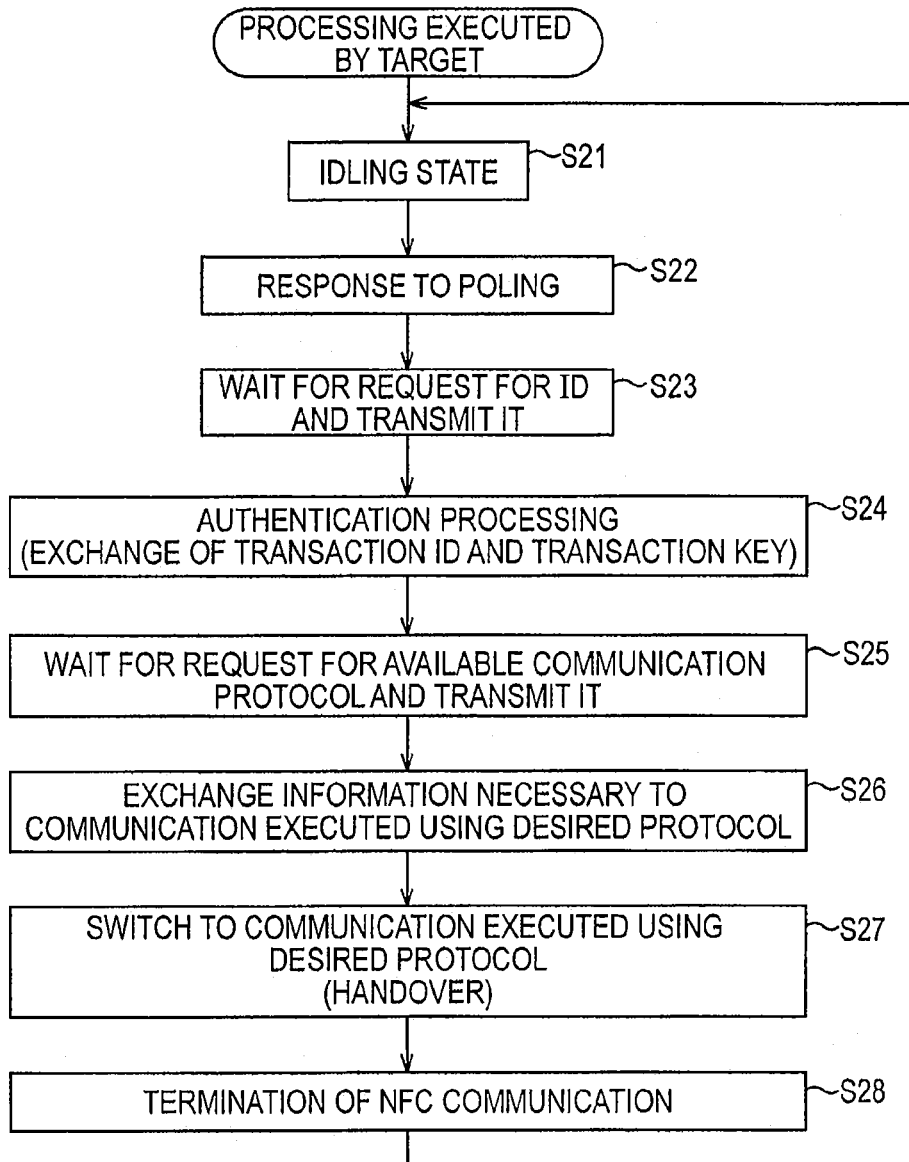 PROCESSING EXECUTED
BY TARGET
IDLING STATE
S21
RESPONSE TO POLING
S22
WAIT FOR REQUEST FOR ID
AND TRANSMIT IT
S23
AUTHENTICATION PROCESSING
(EXCHANGE OF TRANSACTION ID AND TRANSACTION KEY)
S24
WAIT FOR REQUEST FOR AVAILABLE COMMUNICATION
PROTOCOL AND TRANSMIT IT
S25
EXCHANGE INFORMATION NECESSARY TO
COMMUNICATION EXECUTED USING DESIRED PROTOCOL
S26
SWITCH TO COMMUNICATION EXECUTED USING
DESIRED PROTOCOL
(HANDOVER)
S27
TERMINATION OF NFC COMMUNICATION
S28